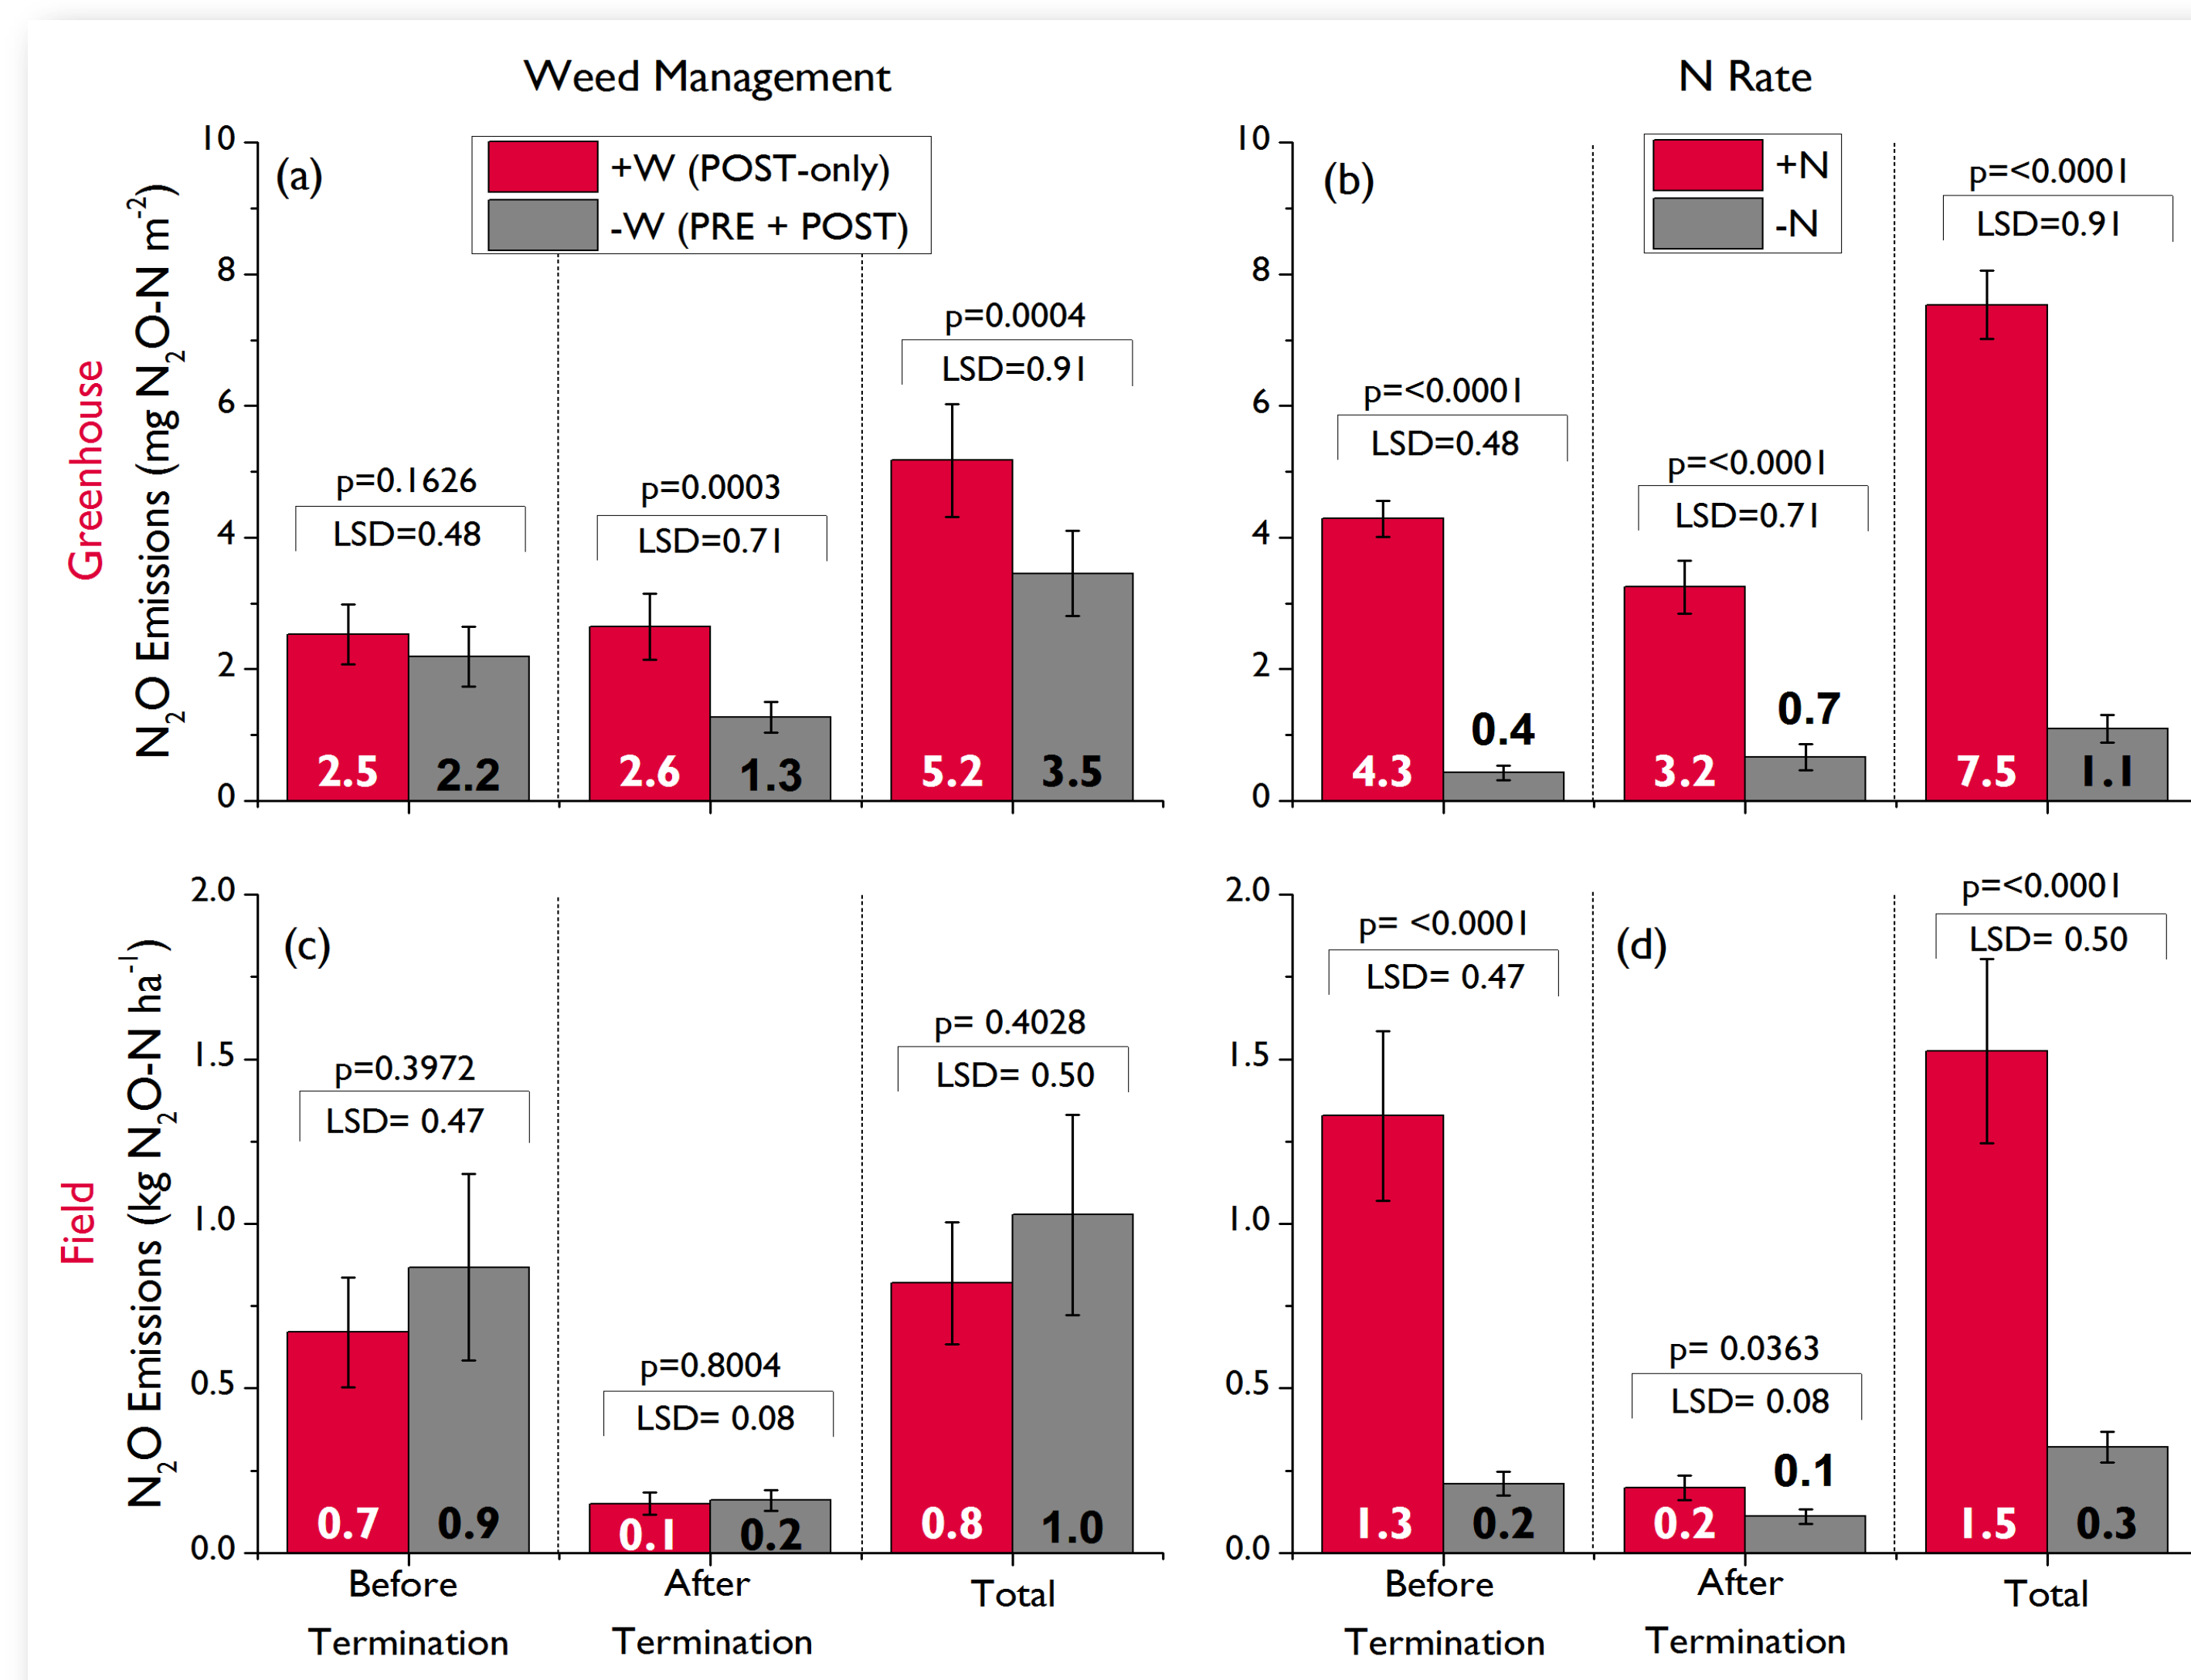 Weed Management
N Rate
Greenhouse
N2O Emissions (mg N2O-N m-2)
10
8
6
4
2
0
(a)
+W (POST-only)
-W (PRE + POST)
p=0.1626
LSD=0.48
p=0.0003
LSD=0.71
p=0.0004
LSD=0.91
2.5
2.2
2.6
1.3
5.2
3.5
10
8
6
4
2
0
(b)
+N
-N
p=<0.0001
LSD=0.48
p=<0.0001
LSD=0.71
p=<0.0001
LSD=0.91
4.3
0.4
3.2
0.7
7.5
1.1
Field
N2O Emissions (kg N2O-N ha-1)
2.0
1.5
1.0
0.5
0.0
(c)
p=0.3972
LSD= 0.47
p=0.8004
LSD= 0.08
p= 0.4028
LSD= 0.50
0.7
0.9
0.1
0.2
0.8
1.0
Before
Termination
After
Termination
Total
2.0
1.5
1.0
0.5
0.0
(d)
p= <0.0001
LSD= 0.47
p= 0.0363
LSD= 0.08
p=<0.0001
LSD= 0.50
1.3
0.2
0.2
0.1
1.5
0.3
Before
Termination
After
Termination
Total